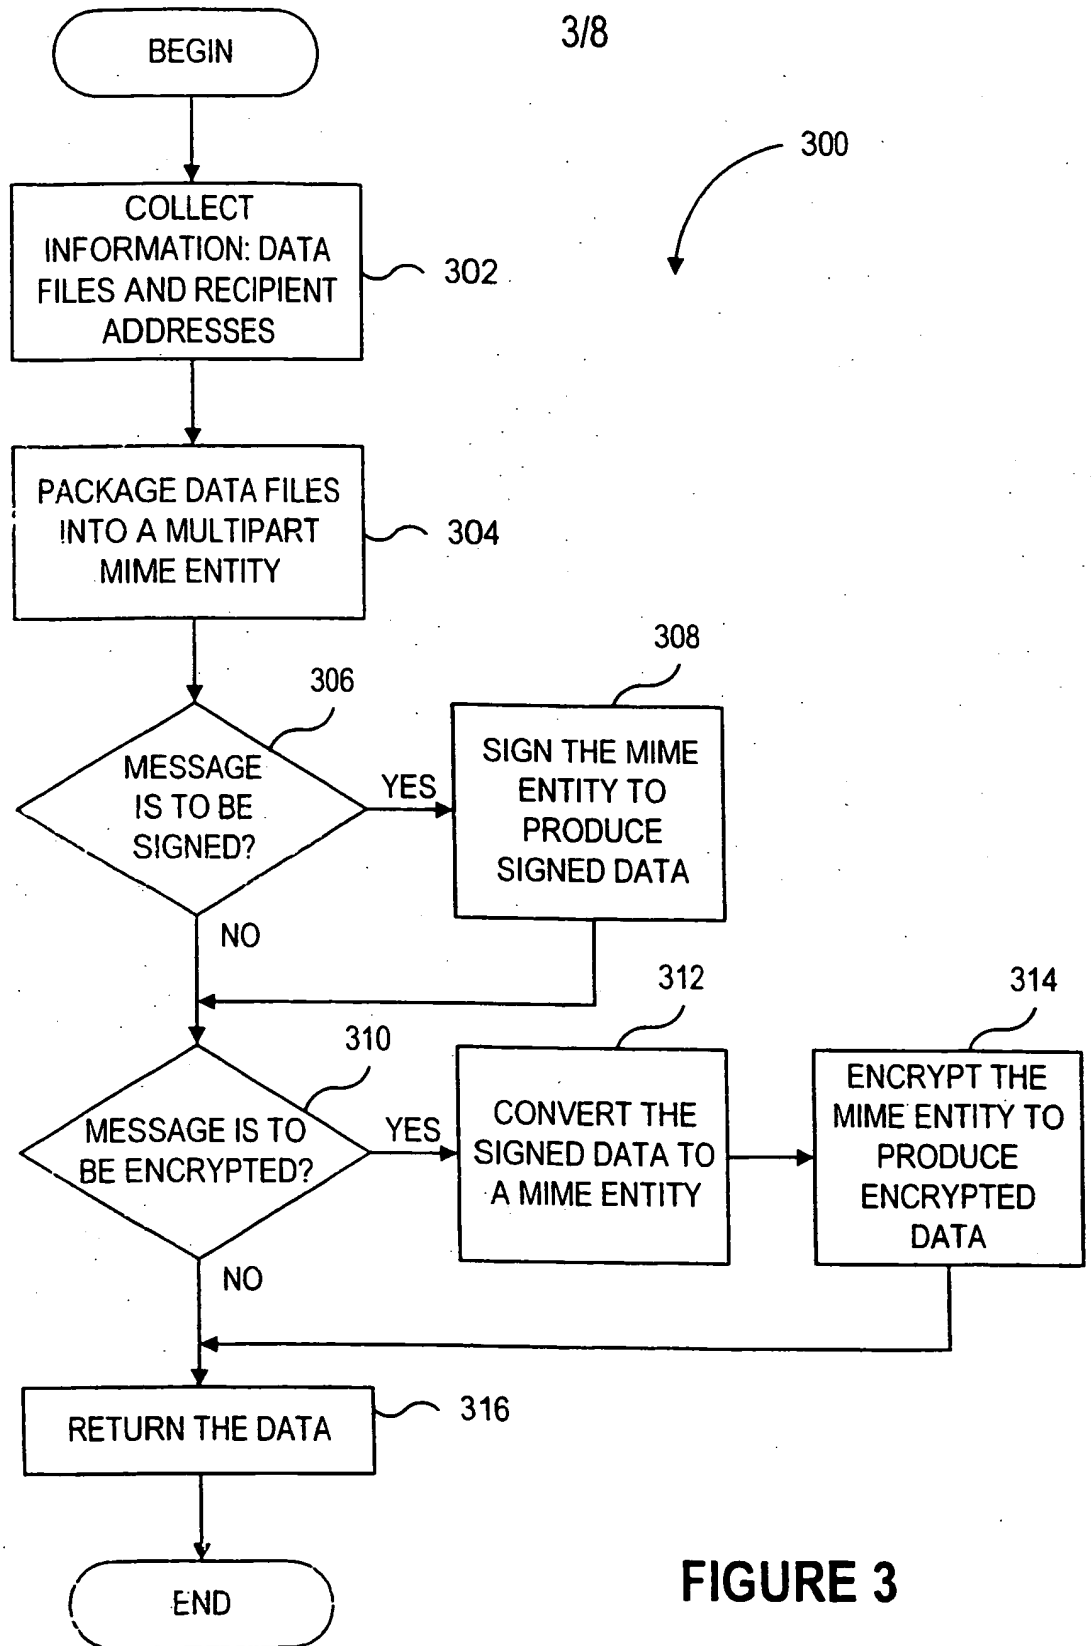 3/8
BEGIN
300
COLLECT
INFORMATION: DATA
FILES AND RECIPIENT
ADDRESSES
302
PACKAGE DATA FILES
INTO A MULTIPART
MIME ENTITY
304
306
MESSAGE
IS TO BE
SIGNED?
YES
NO
308
SIGN THE MIME
ENTITY TO
PRODUCE
SIGNED DATA
310
MESSAGE IS TO
BE ENCRYPTED?
YES
NO
312
CONVERT THE
SIGNED DATA TO
A MIME ENTITY
314
ENCRYPT THE
MIME ENTITY TO
PRODUCE
ENCRYPTED
DATA
RETURN THE DATA
316
END
FIGURE 3